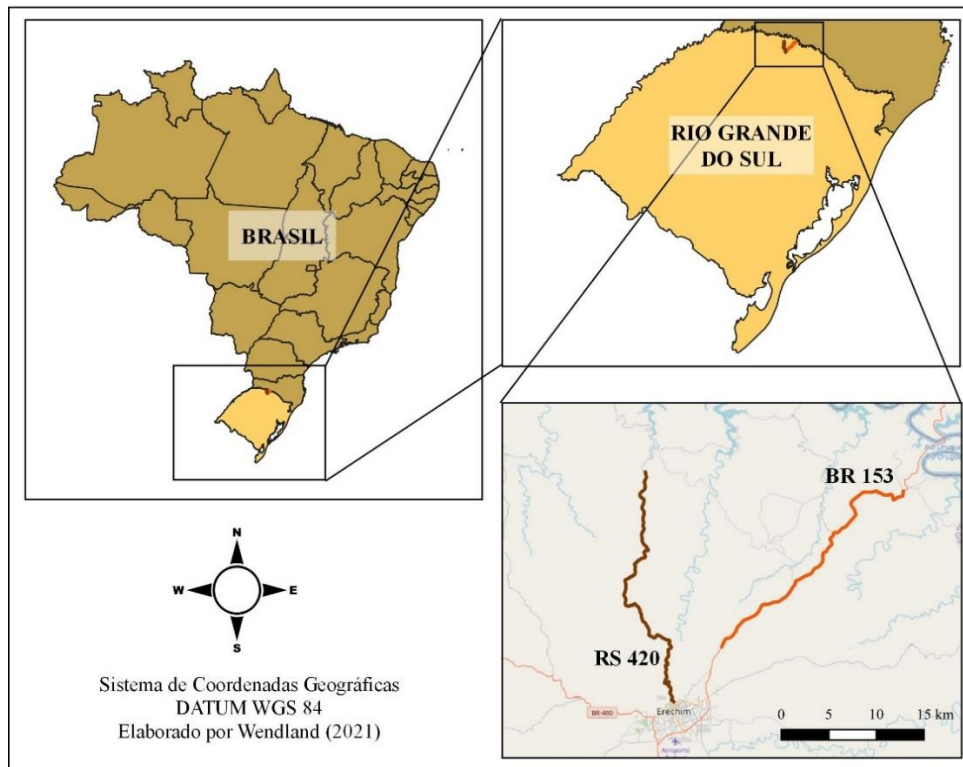 BRASIL
RIO GRANDE
DO SUL
BR 153
RS 420
Erechim
BR-480
Aeroporto
0 5 10 15 km
N
W E
S
Sistema de Coordenadas Geográficas
DATUM WGS 84
Elaborado por Wendland (2021)